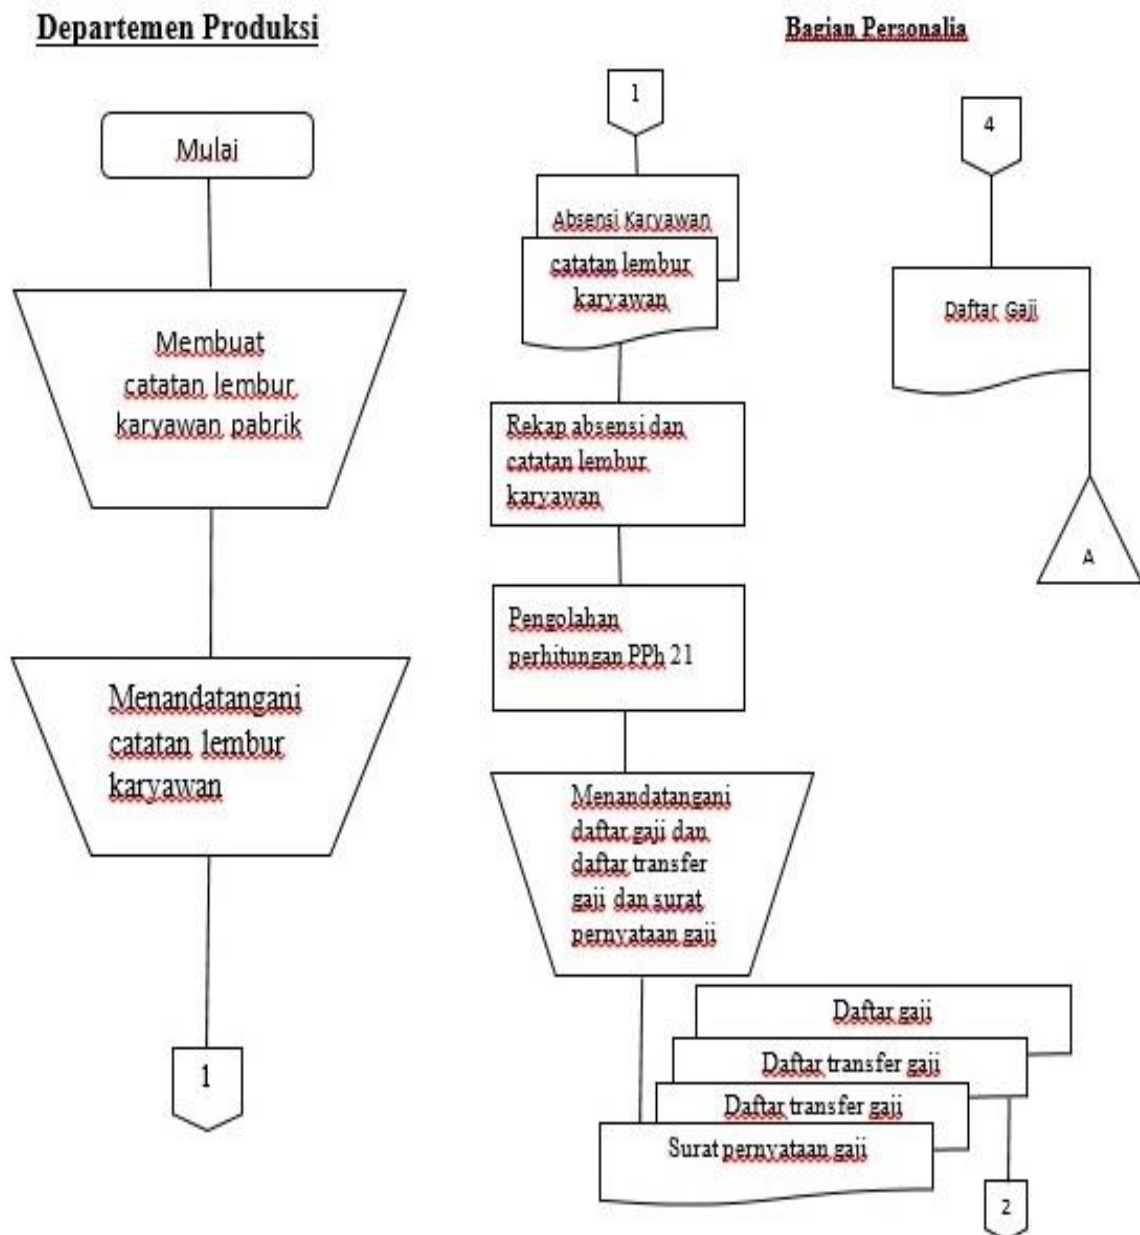 Departemen Produksi
Mulai
Membuat
catatan lembur
karyawan pabrik
Menandatangani
catatan lembur
karyawan
1
Bagian Personalia
1
Absensi Karyawan
catatan lembur
karyawan
Rekap absensi dan
catatan lembur
karyawan
Pengolahan
perhitungan PPh 21
Menandatangani
daftar gaji dan
daftar transfer
gaji dan surat
pernyataan gaji
Daftar gaji
Daftar transfer gaji
Daftar transfer gaji
Surat pernyataan gaji
2
4
Daftar Gaji
A